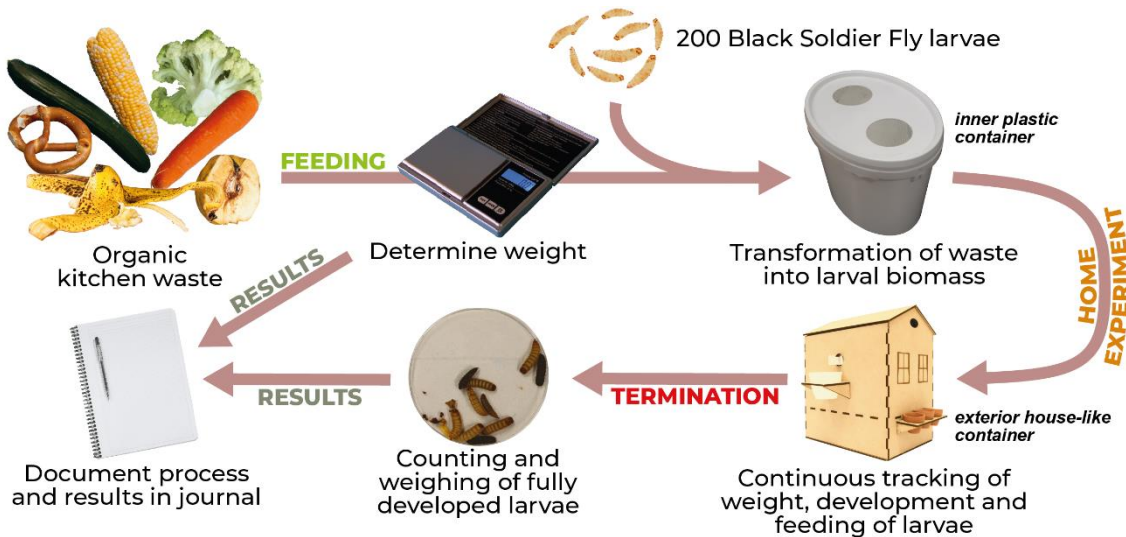 200 Black Soldier Fly larvae
inner plastic
container
FEEDING
Organic
kitchen waste
Determine weight
Transformation of waste
into larval biomass
HOME
EXPERIMENT
RESULTS
RESULTS
TERMINATION
exterior house-like
container
Document process
and results in journal
Counting and
weighing of fully
developed larvae
Continuous tracking of
weight, development and
feeding of larvae